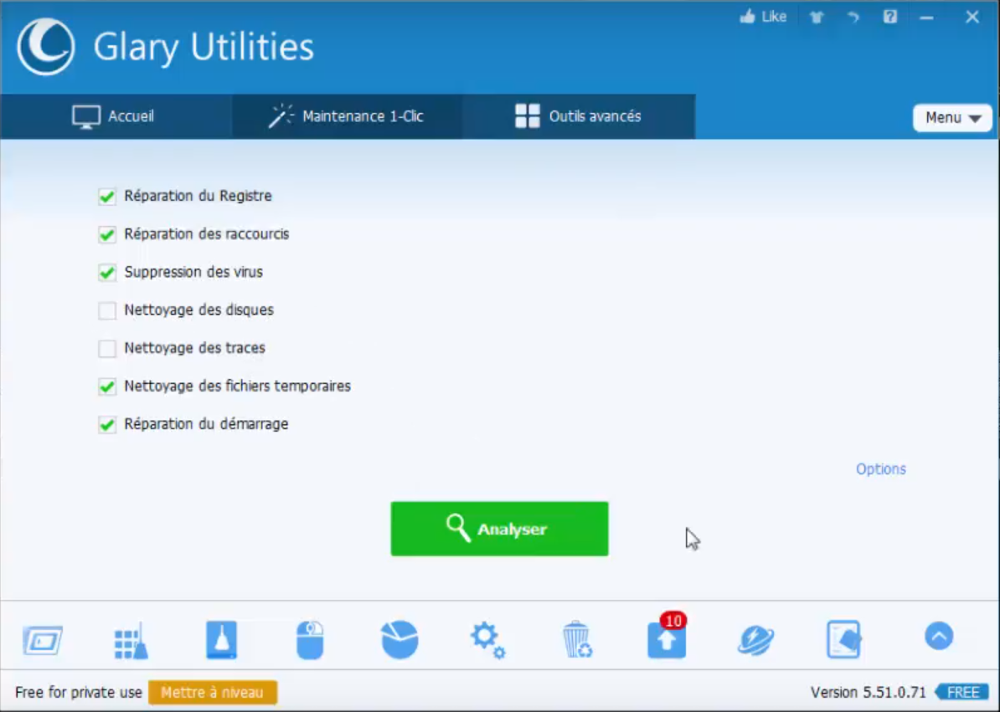 Like
Glary Utilities
Accueil
Maintenance 1-Clic
Outils avancés
Menu
Réparation du Registre
Réparation des raccourcis
Suppression des virus
Nettoyage des disques
Nettoyage des traces
Nettoyage des fichiers temporaires
Réparation du démarrage
Options
Analyser
10
Free for private use Mettre à niveau
Version 5.51.0.71 FREE